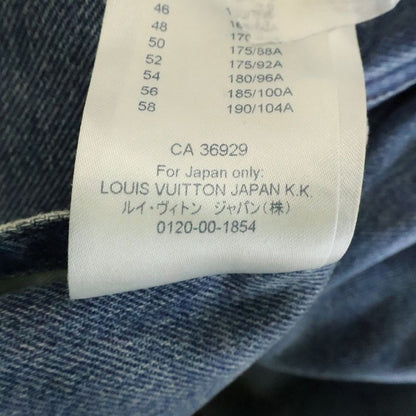 46
48
50
52 175/88A
54 175/92A
56 180/96A
58 185/100A
190/104A
CA 36929
For Japan only:
LOUIS VUITTON JAPAN K.K.
ルイ・ヴィトン ジャパン(株)
0120-00-1854